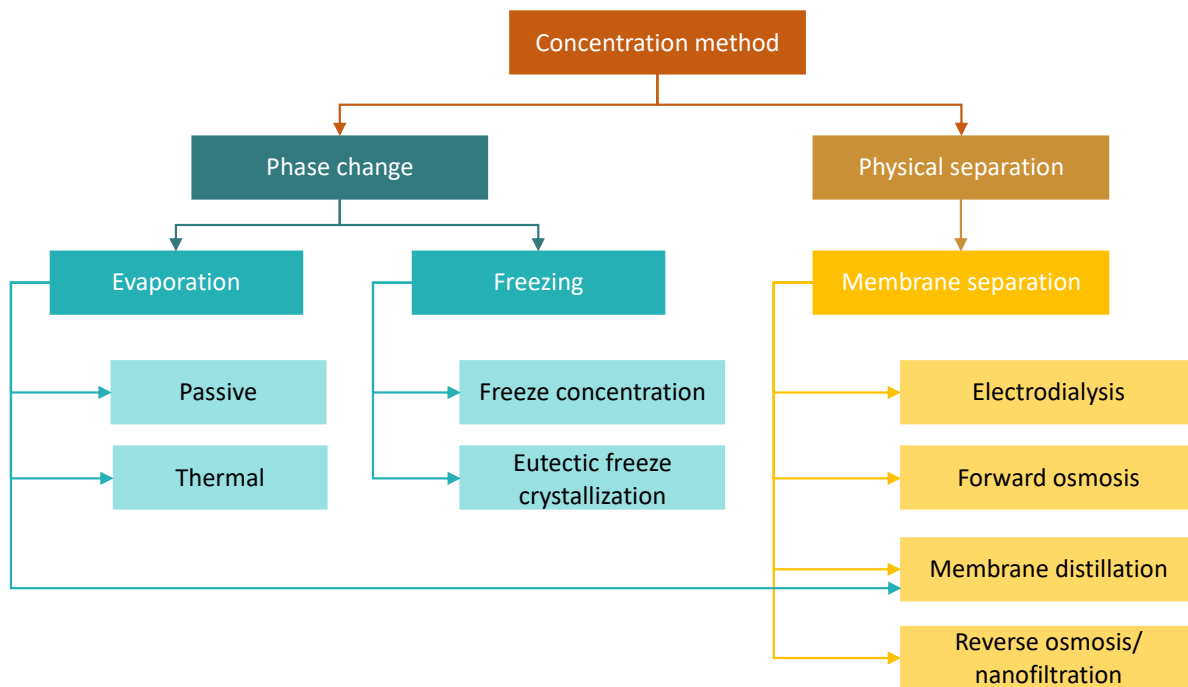 Concentration method
Phase change
Physical separation
Evaporation
Freezing
Membrane separation
Passive
Freeze concentration
Electrodialysis
Thermal
Eutectic freeze
crystallization
Forward osmosis
Membrane distillation
Reverse osmosis/
nanofiltration